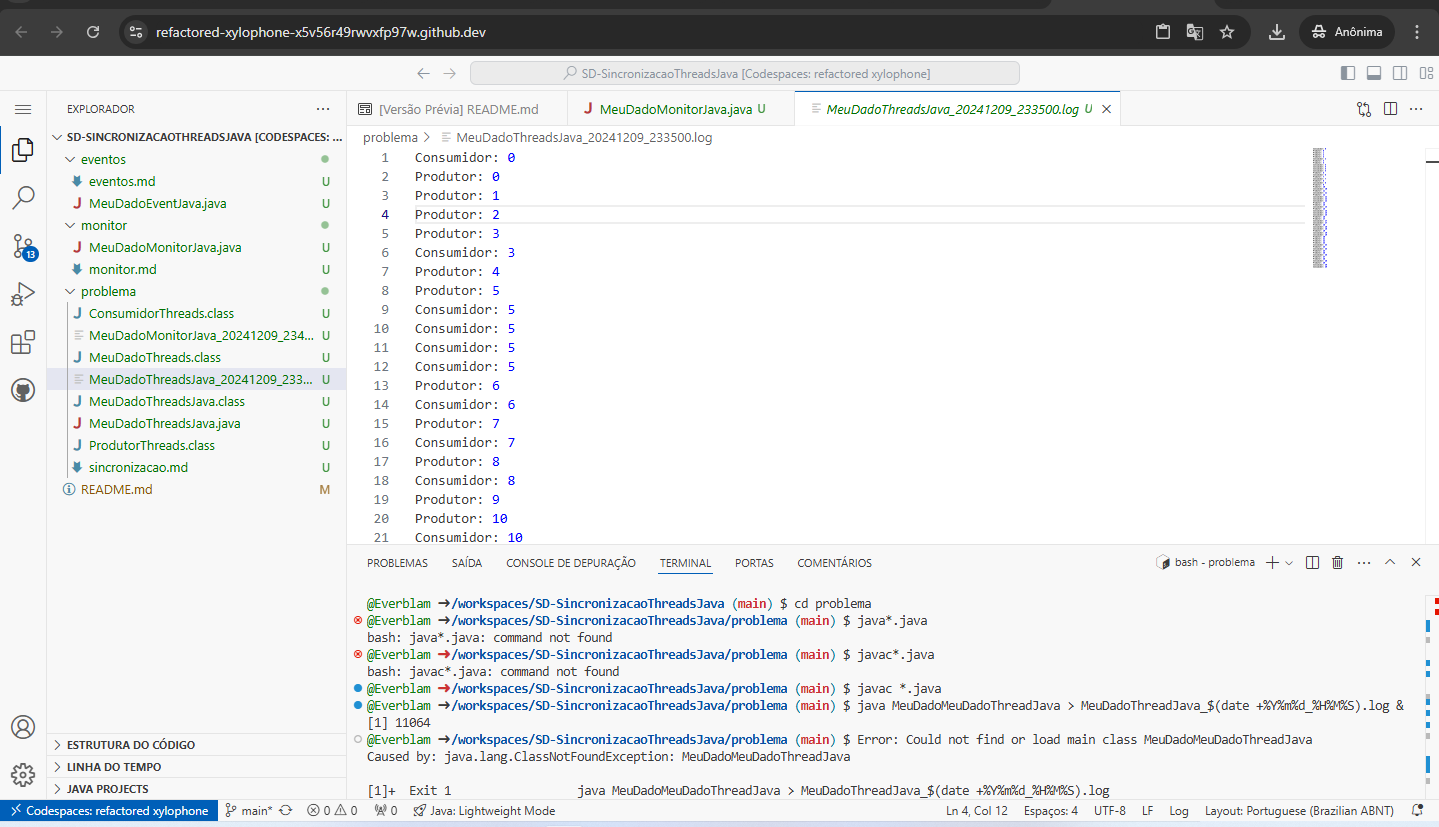 refactored-xylophone-x5v56r49rwvxfp97w.github.dev
Anônima
SD-SincronizacaoThreadsJava [Codespaces: refactored xylophone]
EXPLORADOR
SD-SINCRONIZACAOTHREADSJAVA [CODESPACES: ...
eventos
eventos.md U
MeuDadoEventJava.java U
monitor
MeuDadoMonitorJava.java U
monitor.md U
problema
ConsumidorThreads.class U
MeuDadoMonitorJava_20241209_234... U
MeuDadoThreads.class U
MeuDadoThreadsJava_20241209_233... U
MeuDadoThreadsJava.class U
MeuDadoThreadsJava.java U
ProdutorThreads.class U
sincronizacao.md U
README.md M
13
ESTRUTURA DO CÓDIGO
LINHA DO TEMPO
JAVA PROJECTS
[Versão Prévia] README.md
MeuDadoMonitorJava.java U
MeuDadoThreadsJava_20241209_233500.log U
problema > MeuDadoThreadsJava_20241209_233500.log
1 Consumidor: 0
2 Produtor: 0
3 Produtor: 1
4 Produtor: 2
5 Produtor: 3
6 Consumidor: 3
7 Produtor: 4
8 Produtor: 5
9 Consumidor: 5
10 Consumidor: 5
11 Consumidor: 5
12 Consumidor: 5
13 Produtor: 6
14 Consumidor: 6
15 Produtor: 7
16 Consumidor: 7
17 Produtor: 8
18 Consumidor: 8
19 Produtor: 9
20 Produtor: 10
21 Consumidor: 10
PROBLEMAS SAÍDA CONSOLE DE DEPURAÇÃO TERMINAL PORTAS COMENTÁRIOS
bash - problema
@Everblam ➜/workspaces/SD-SincronizacaoThreadsJava (main) $ cd problema
@Everblam ➜/workspaces/SD-SincronizacaoThreadsJava/problema (main) $ java*.java
bash: java*.java: command not found
@Everblam ➜/workspaces/SD-SincronizacaoThreadsJava/problema (main) $ javac*.java
bash: javac*.java: command not found
@Everblam ➜/workspaces/SD-SincronizacaoThreadsJava/problema (main) $ javac *.java
@Everblam ➜/workspaces/SD-SincronizacaoThreadsJava/problema (main) $ java MeuDadoMeuDadoThreadJava > MeuDadoThreadJava_$(date +%Y%m%d_%H%M%S).log &
[1] 11064
@Everblam ➜/workspaces/SD-SincronizacaoThreadsJava/problema (main) $ Error: Could not find or load main class MeuDadoMeuDadoThreadJava
Caused by: java.lang.ClassNotFoundException: MeuDadoMeuDadoThreadJava
[1]+ Exit 1 java MeuDadoMeuDadoThreadJava > MeuDadoThreadJava_$(date +%Y%m%d_%H%M%S).log
Codespaces: refactored xylophone main* 0 0 0 Java: Lightweight Mode Ln 4, Col 12 Espaços: 4 UTF-8 LF Log Layout: Portuguese (Brazilian ABNT)